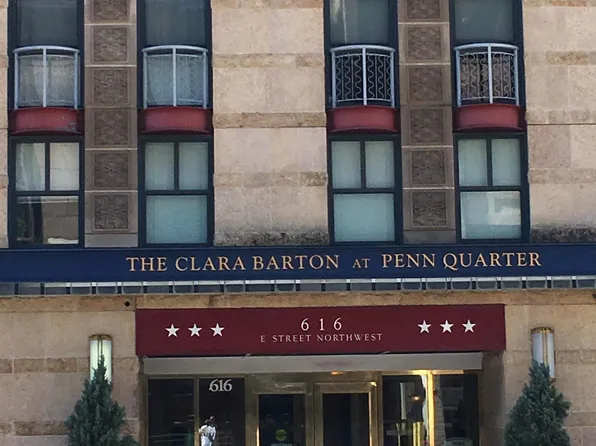 THE CLARA BARTON AT PENN QUARTER
616
E STREET NORTHWEST
616